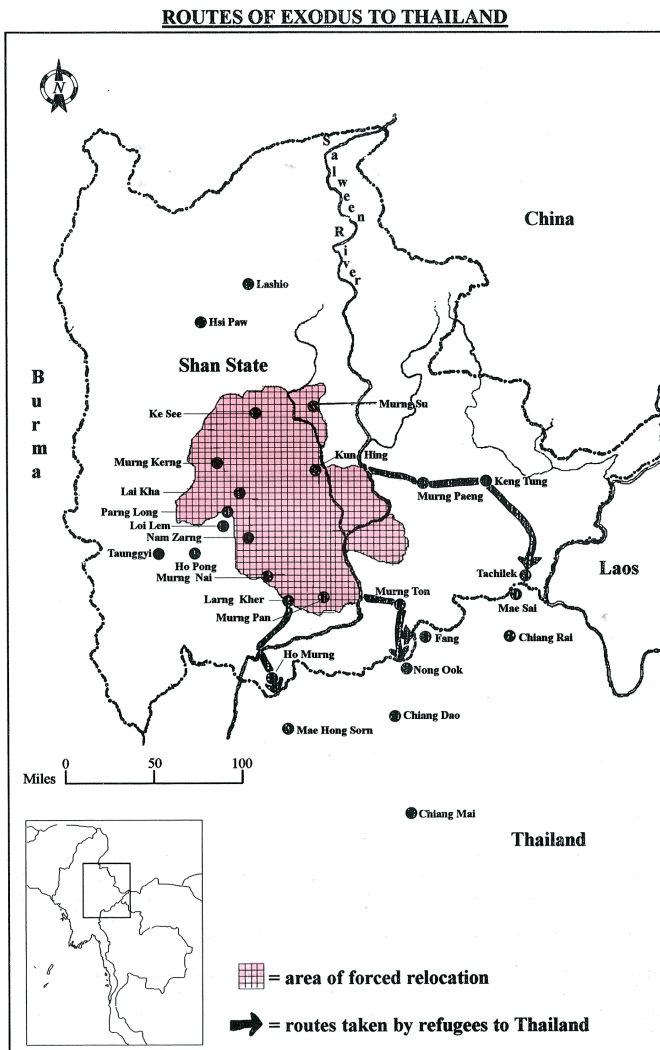 ROUTES OF EXODUS TO THAILAND
N
Salween River
China
Lashio
Hsi Paw
Shan State
Burma
Ke See
Murng Su
Murng Kerng
Kun Hing
Lai Kha
Murng Paeng
Keng Tung
Parng Long
Loi Lem
Nam Zarng
Taunggyi
Ho Pong
Murng Nai
Tachilek
Laos
Larng Kher
Murng Ton
Mae Sai
Murng Pan
Fang
Chiang Rai
Ho Murng
Nong Ook
Chiang Dao
Mae Hong Sorn
Miles 0 50 100
Chiang Mai
Thailand
= area of forced relocation
= routes taken by refugees to Thailand